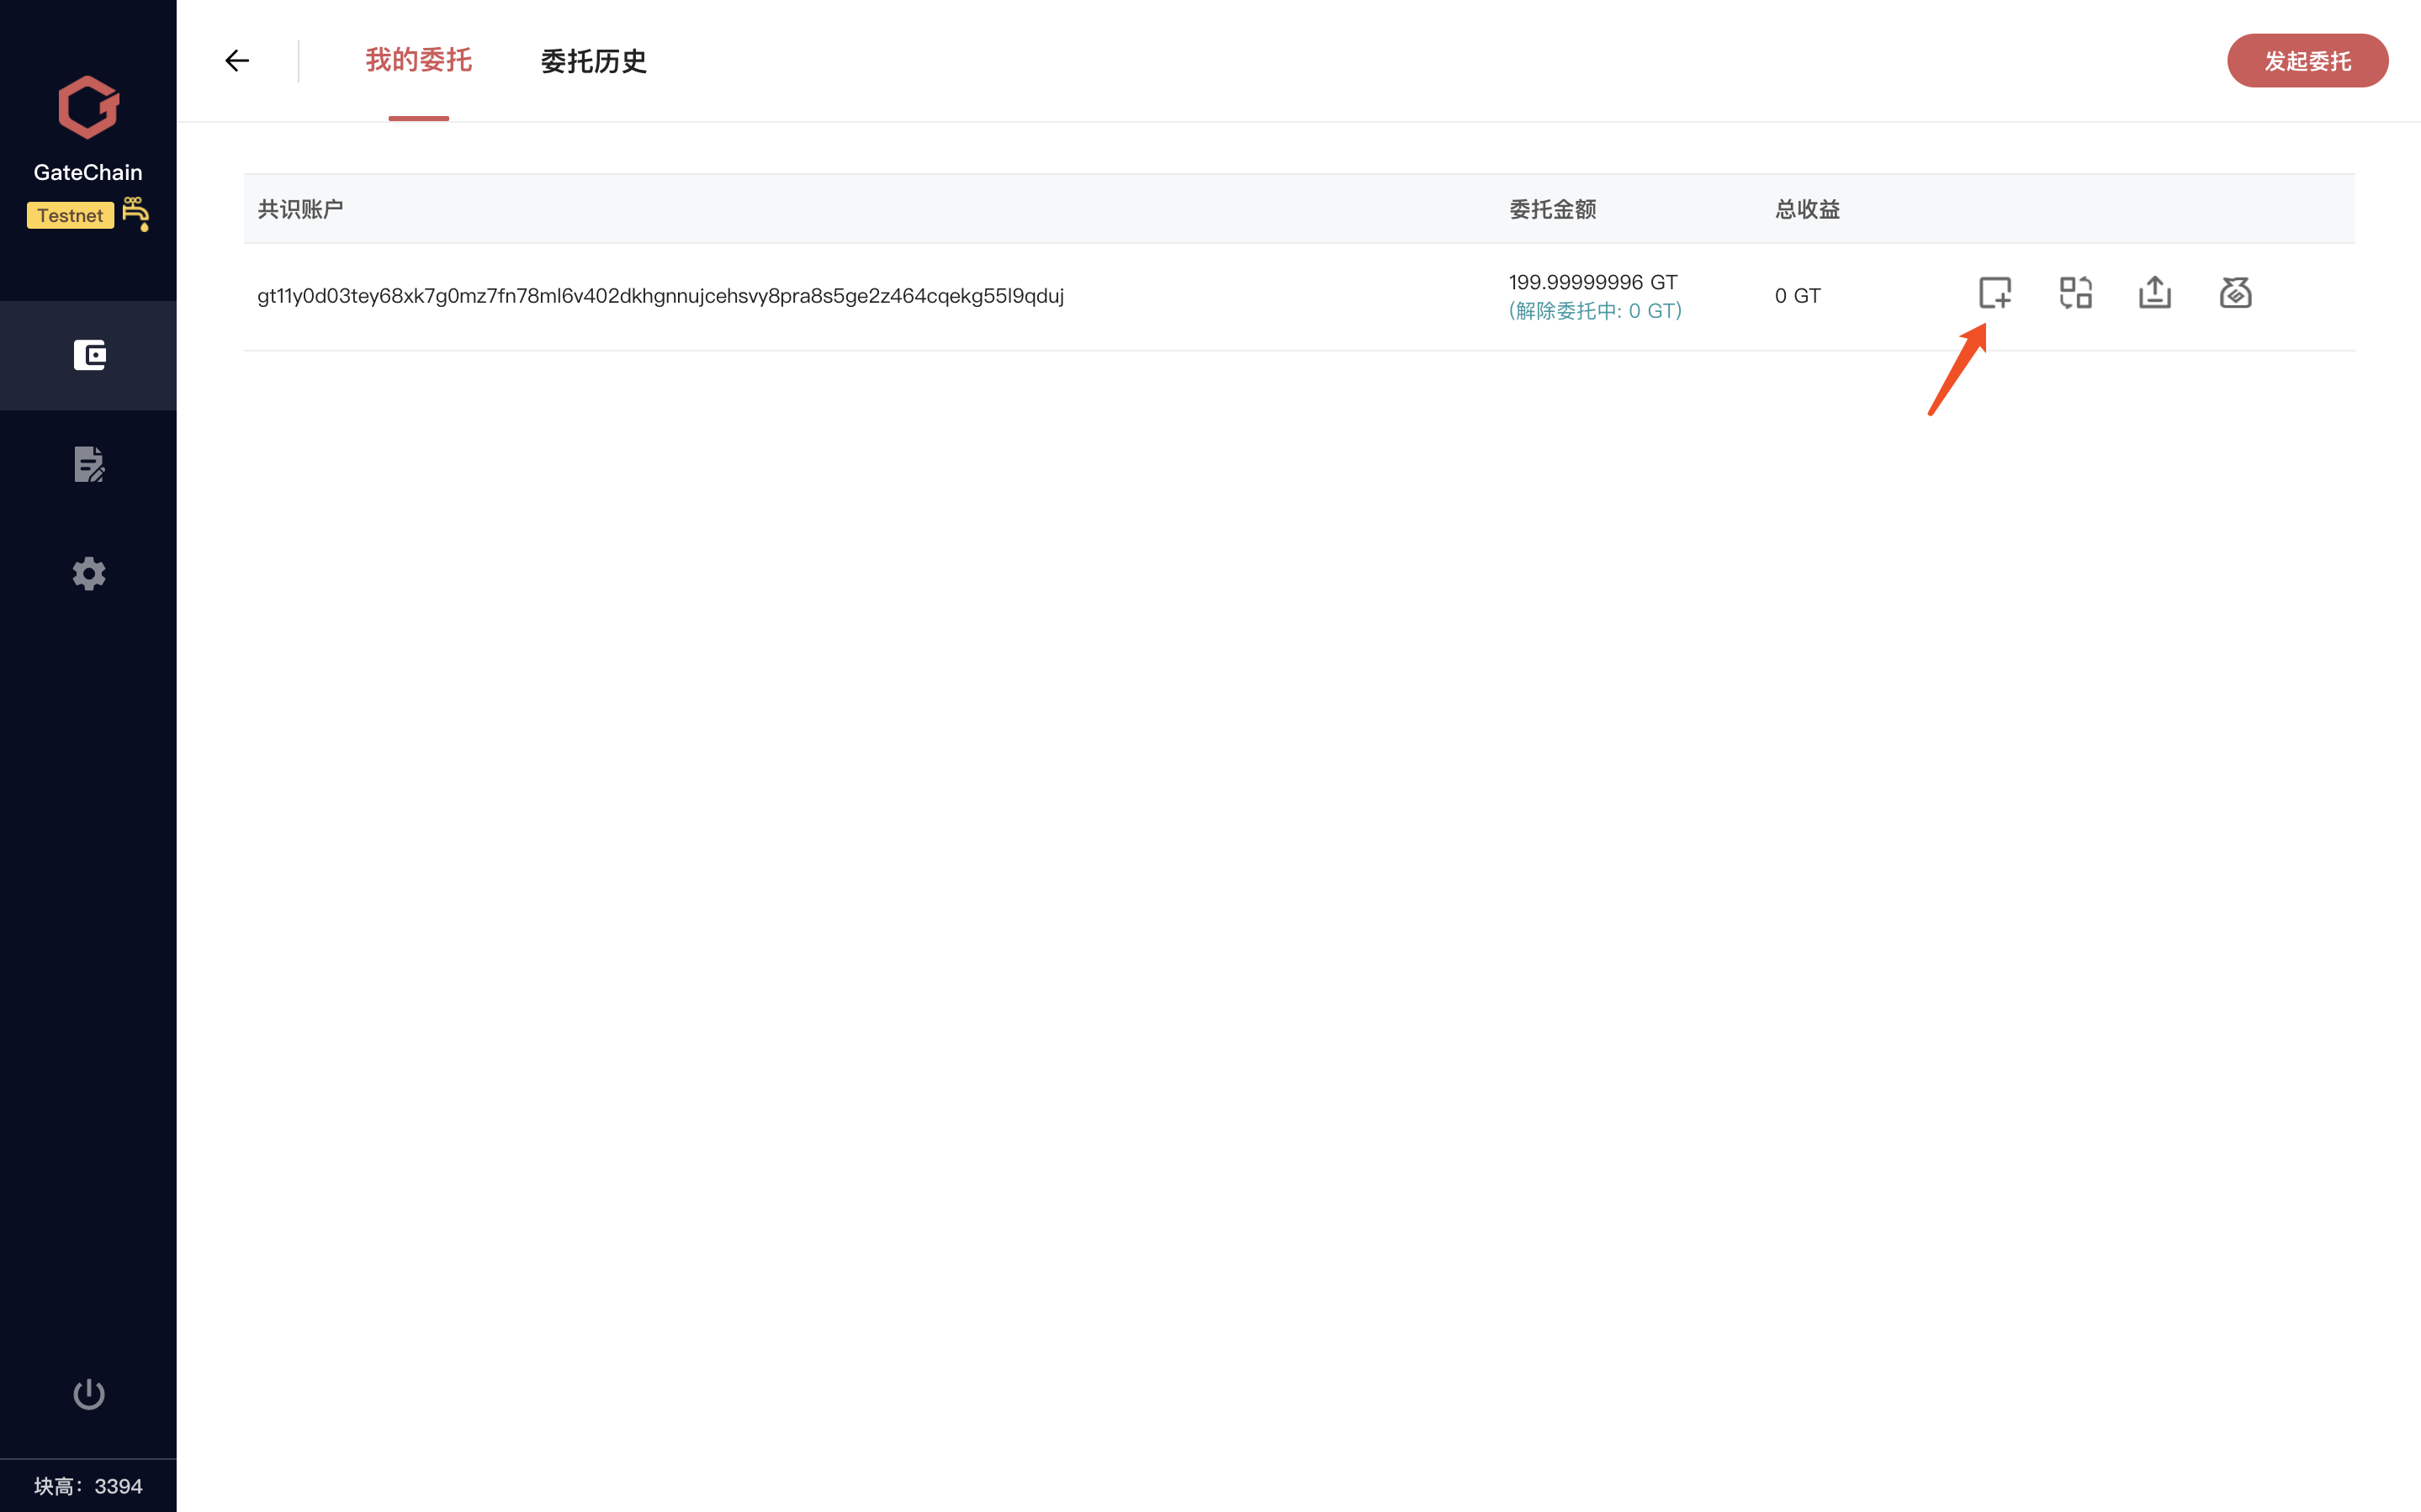 GateChain
Testnet
我的委托
委托历史
发起委托
共识账户
委托金额
总收益
gt11y0d03tey68xk7g0mz7fn78ml6v402dkhgnnujcehsvy8pra8s5ge2z464cqekg55l9qduj
199.99999996 GT
(解除委托中: 0 GT)
0 GT
块高：3394